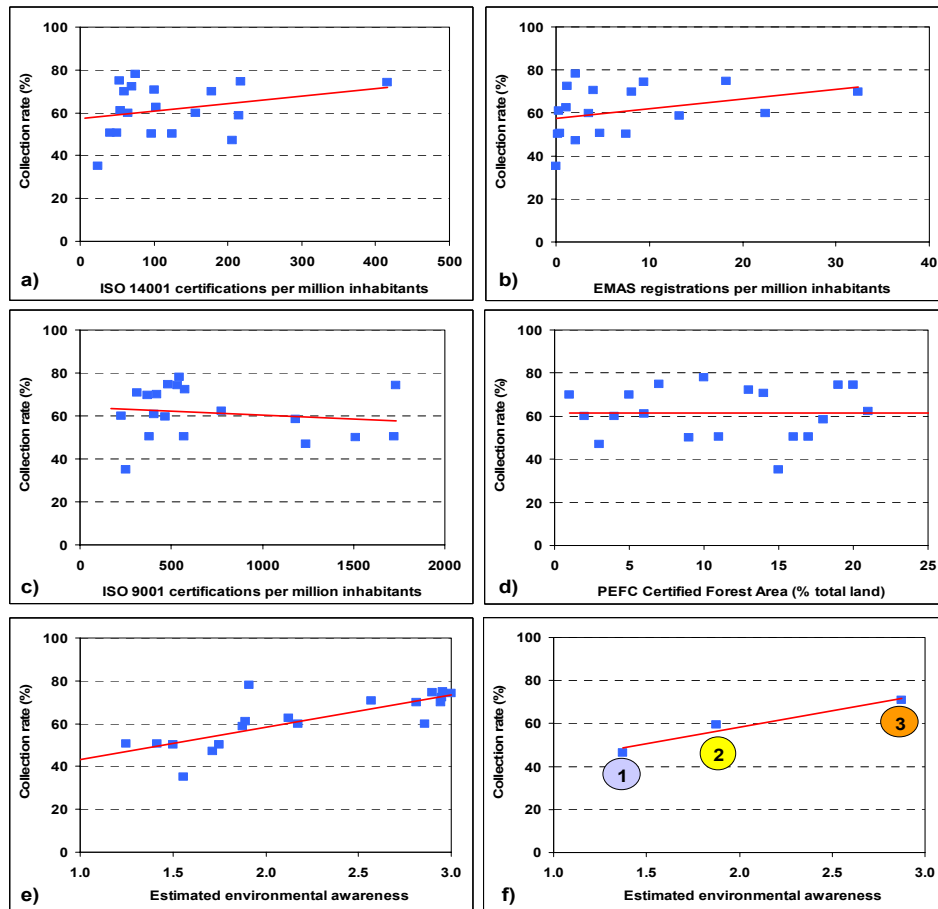 100
80
60
40
20
0
Collection rate (%)
0 100 200 300 400 500
a)
ISO 14001 certifications per million inhabitants
100
80
60
40
20
0
Collection rate (%)
0 10 20 30 40
b)
EMAS registrations per million inhabitants
100
80
60
40
20
0
Collection rate (%)
0 500 1000 1500 2000
c)
ISO 9001 certifications per million inhabitants
100
80
60
40
20
0
Collection rate (%)
0 5 10 15 20 25
d)
PEFC Certified Forest Area (% total land)
100
80
60
40
20
0
Collection rate (%)
1.0 1.5 2.0 2.5 3.0
e)
Estimated environmental awareness
100
80
60
40
20
0
Collection rate (%)
1
2
3
1.0 1.5 2.0 2.5 3.0
f)
Estimated environmental awareness